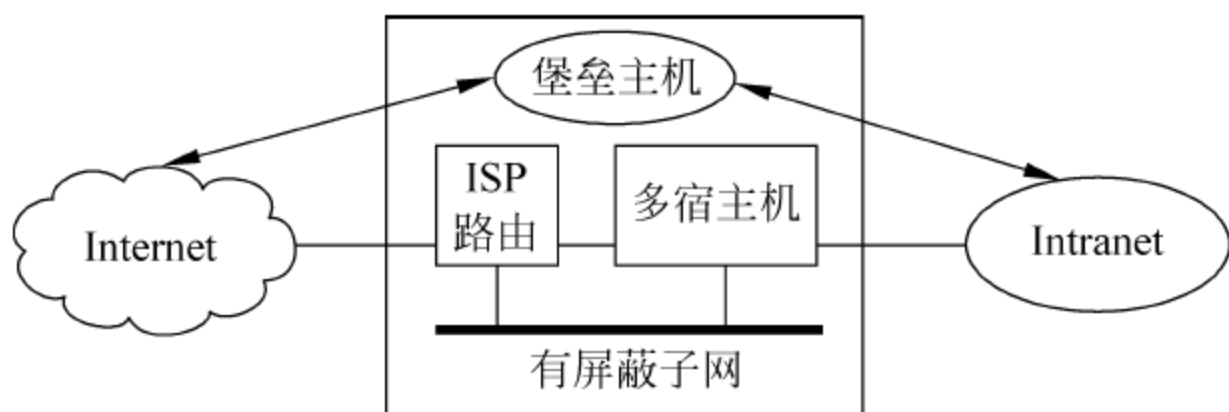 堡垒主机
ISP
路由
多宿主机
Internet
Intranet
有屏蔽子网